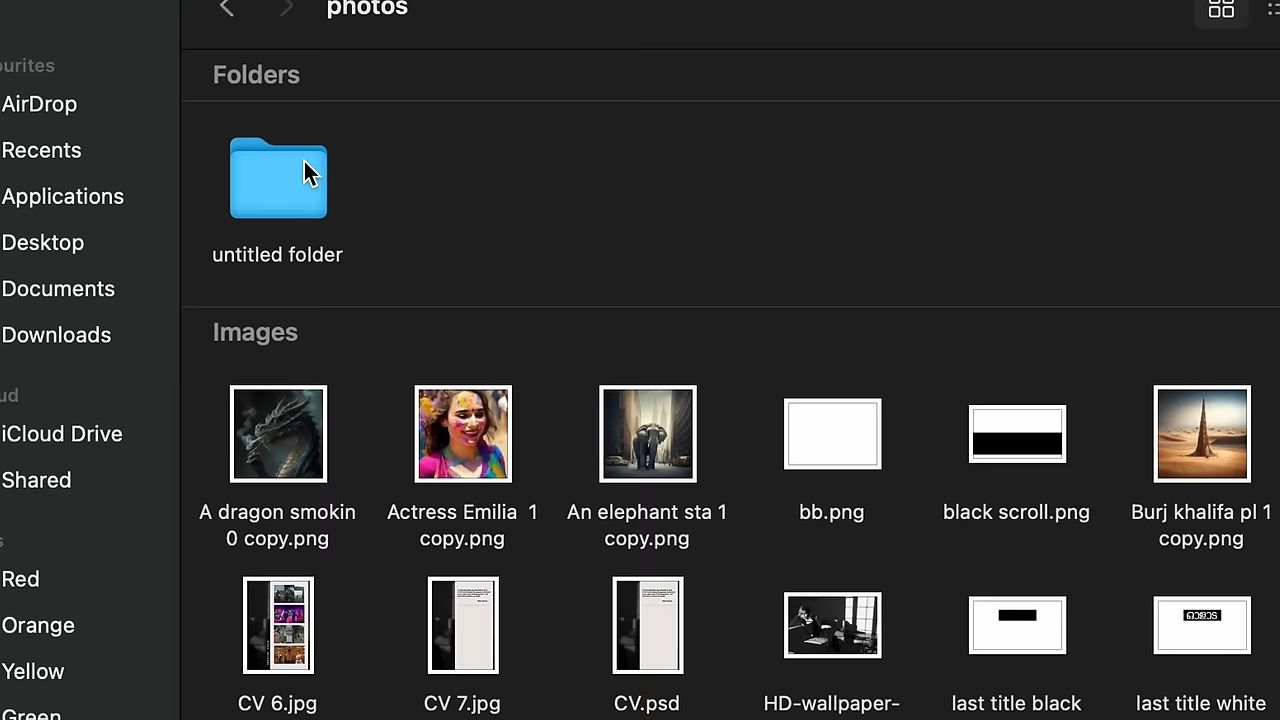 photos
ourites
AirDrop
Recents
Applications
Desktop
Documents
Downloads
ud
iCloud Drive
Shared
s
Red
Orange
Yellow
Green
Folders
untitled folder
Images
A dragon smokin
0 copy.png
Actress Emilia 1
copy.png
An elephant sta 1
copy.png
bb.png
black scroll.png
Burj khalifa pl 1
copy.png
CV 6.jpg
CV 7.jpg
CV.psd
HD-wallpaper-
last title black
last title white